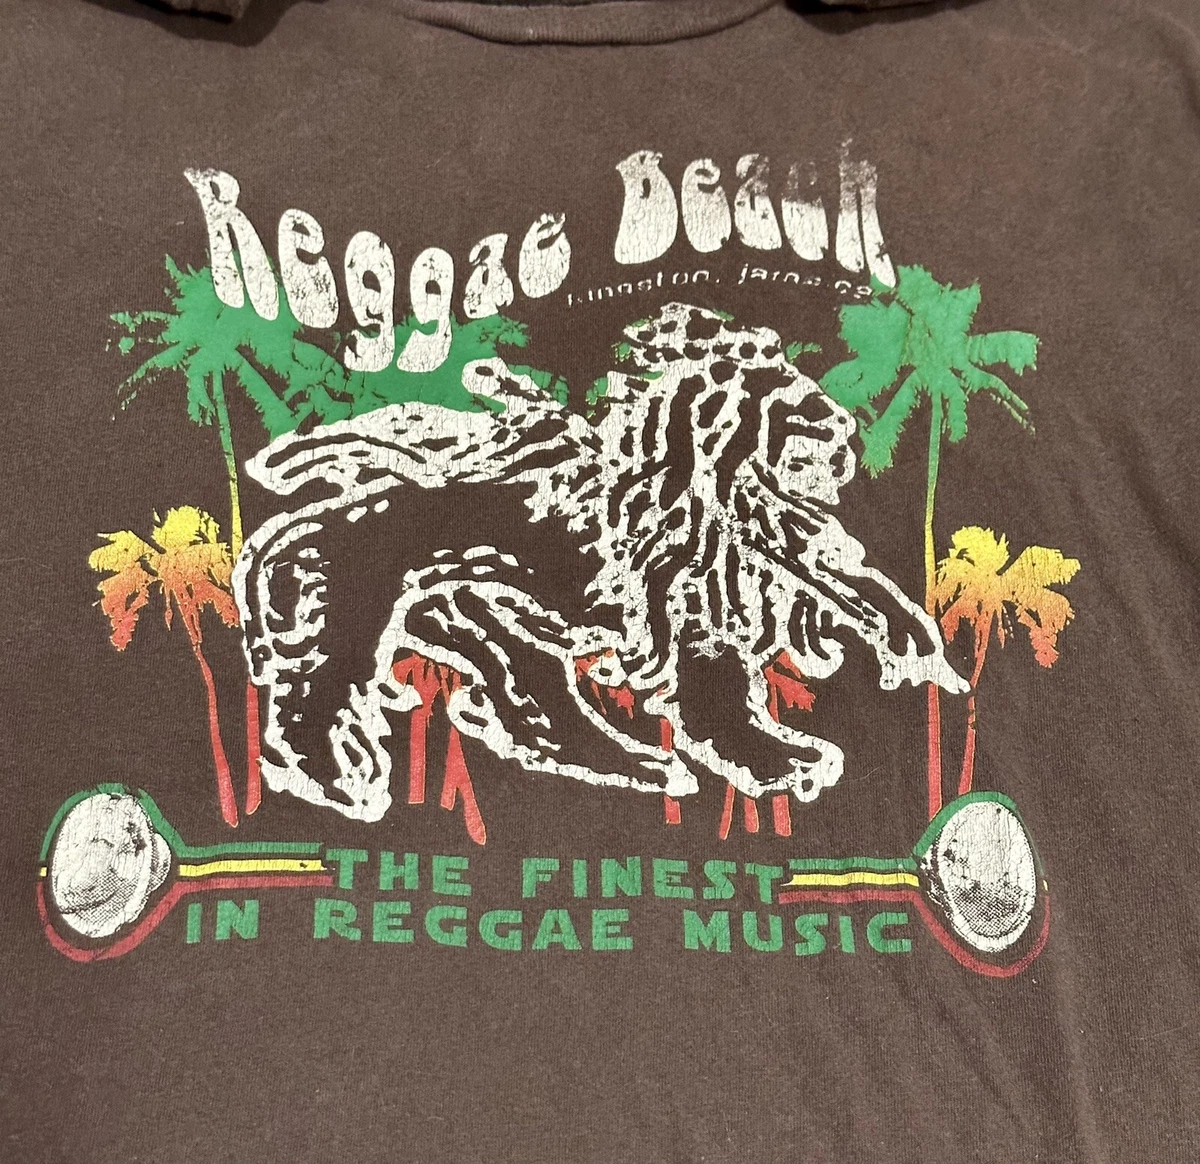 Reggae Beach
kingston, jamaica
THE FINEST
IN REGGAE MUSIC